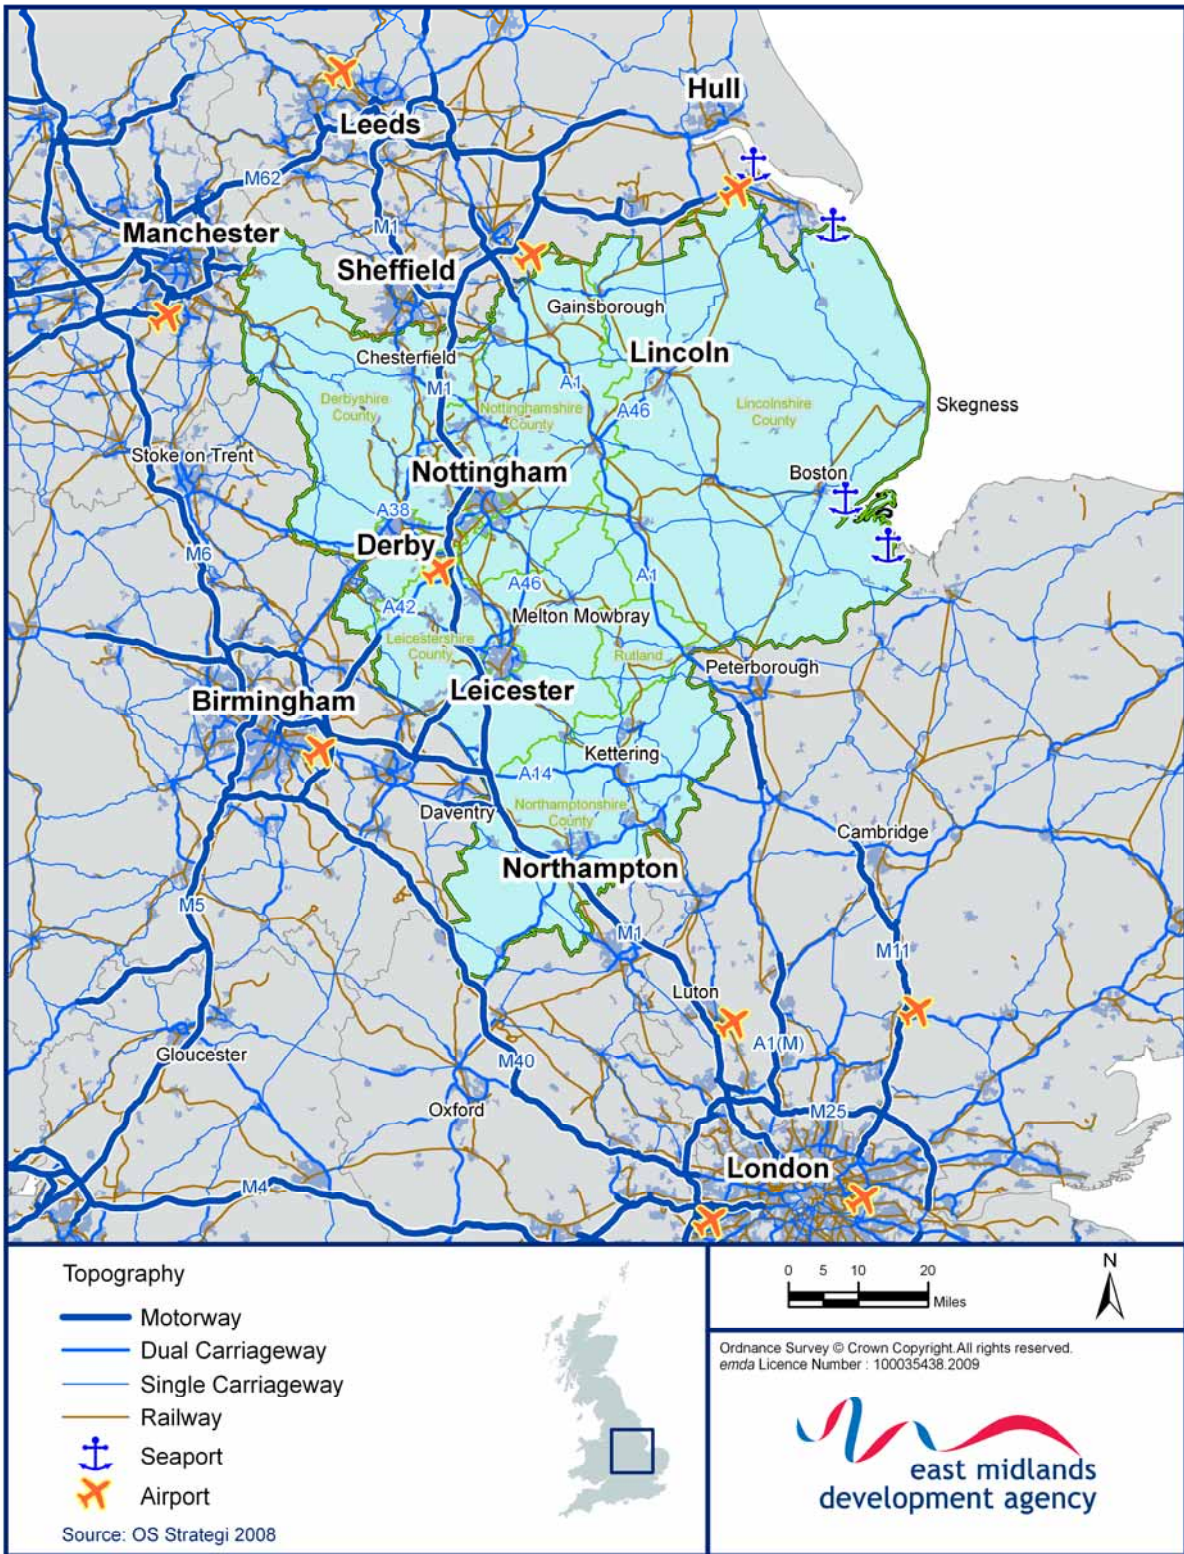 Hull
Leeds
M62
M1
Manchester
Sheffield
Gainsborough
Lincoln
Chesterfield
M1
A1
A46
Derbyshire
County
Nottinghamshire
County
Lincolnshire
County
Skegness
Stoke on Trent
Nottingham
Boston
A38
Derby
M6
A46
A1
A42
Melton Mowbray
Leicestershire
County
Rutland
Peterborough
Birmingham
Leicester
Kettering
A14
Daventry
Northamptonshire
County
Cambridge
Northampton
M5
M1
M11
Luton
Gloucester
A1(M)
M40
Oxford
M25
London
M4
Topography
Motorway
Dual Carriageway
Single Carriageway
Railway
Seaport
Airport
Source: OS Strategi 2008
0 5 10 20
Miles
N
Ordnance Survey © Crown Copyright.All rights reserved.
emda Licence Number : 100035438.2009
east midlands
development agency